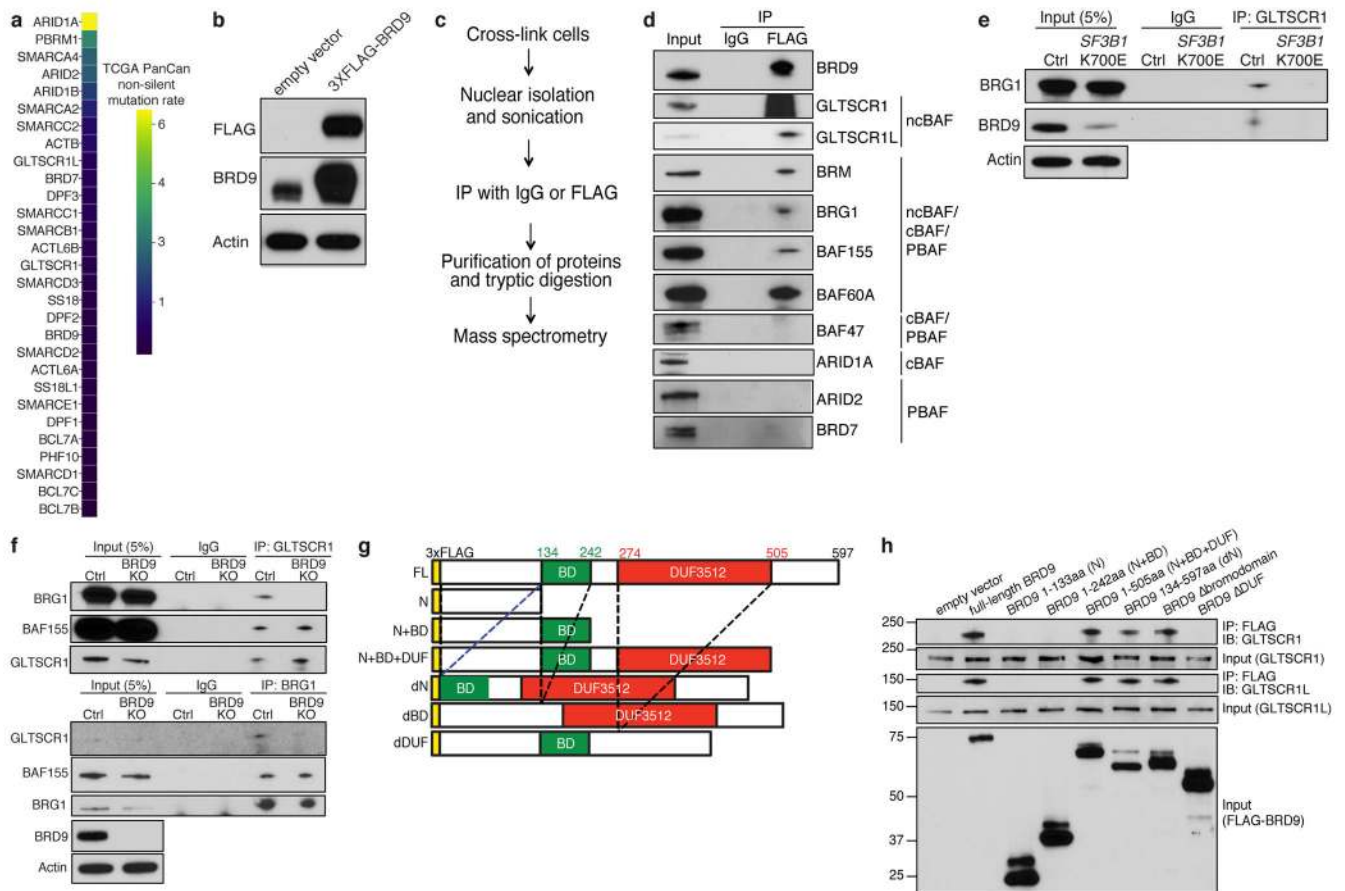 a
ARID1A
PBRM1
SMARCA4
ARID2
ARID1B
SMARCA2
SMARCC2
ACTB
GLTSCR1L
BRD7
DPF3
SMARCC1
SMARCB1
ACTL6B
GLTSCR1
SMARCD3
SS18
DPF2
BRD9
SMARCD2
ACTL6A
SS18L1
SMARCE1
DPF1
BCL7A
PHF10
SMARCD1
BCL7C
BCL7B
TCGA PanCan
non-silent
mutation rate
6
4
3
1
b
empty vector
3XFLAG-BRD9
FLAG
BRD9
Actin
c
Cross-link cells
Nuclear isolation
and sonication
IP with IgG or FLAG
Purification of proteins
and tryptic digestion
Mass spectrometry
d
IP
Input IgG FLAG
BRD9
GLTSCR1
GLTSCR1L
ncBAF
BRM
BRG1
BAF155
BAF60A
ncBAF/
cBAF/
PBAF
BAF47
cBAF/
PBAF
ARID1A
cBAF
ARID2
BRD7
PBAF
e
Input (5%) IgG IP: GLTSCR1
SF3B1 SF3B1 SF3B1
Ctrl K700E Ctrl K700E Ctrl K700E
BRG1
BRD9
Actin
f
Input (5%) IgG IP: GLTSCR1
BRD9 BRD9 BRD9
Ctrl KO Ctrl KO Ctrl KO
BRG1
BAF155
GLTSCR1
Input (5%) IgG IP: BRG1
BRD9 BRD9 BRD9
Ctrl KO Ctrl KO Ctrl KO
GLTSCR1
BAF155
BRG1
BRD9
Actin
g
3xFLAG 134 242 274 505 597
FL BD DUF3512
N
N+BD BD
N+BD+DUF BD DUF3512
dN BD DUF3512
dBD DUF3512
dDUF BD
h
empty vector
full-length BRD9
BRD9 1-133aa (N)
BRD9 1-242aa (N+BD)
BRD9 1-505aa (N+BD+DUF)
BRD9 134-597aa (dN)
BRD9 Δbromodomain
BRD9 ΔDUF
250
150
IP: FLAG
IB: GLTSCR1
250
Input (GLTSCR1)
150
IP: FLAG
IB: GLTSCR1L
150
Input (GLTSCR1L)
75
50
37
25
Input
(FLAG-BRD9)